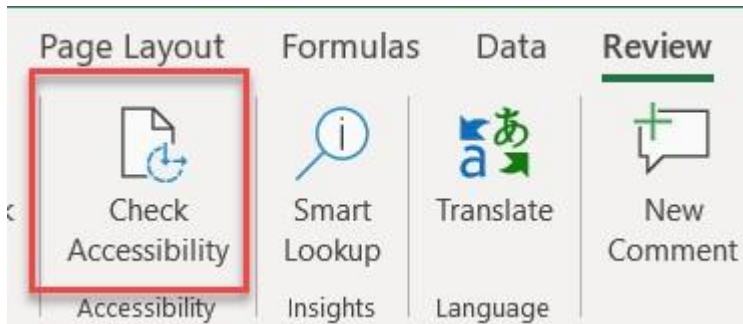 Page Layout Formulas Data Review
Check Accessibility
Smart Lookup
Translate
New Comment
Accessibility Insights Language